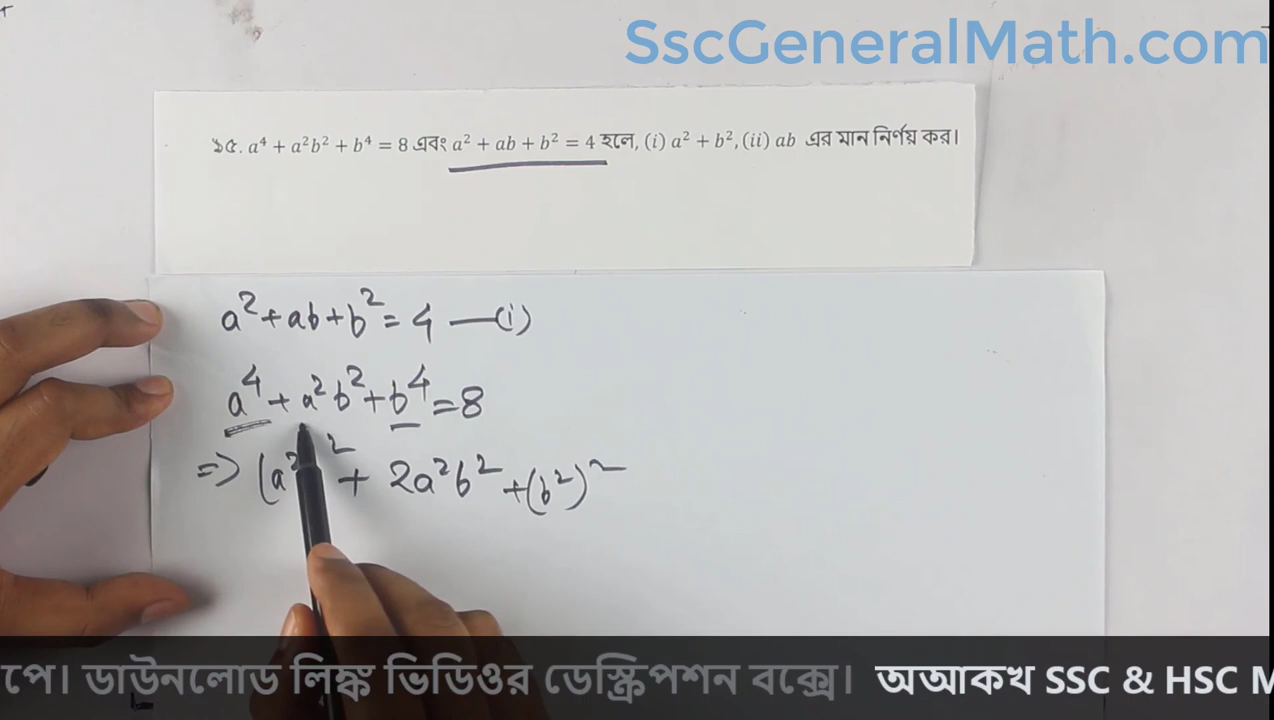 SscGeneralMath.com
১৫. a⁴ + a²b² + b⁴ = 8 এবং a² + ab + b² = 4 হলে, (i) a² + b², (ii) ab এর মান নির্ণয় কর।
a²+ab+b²=4 —(i)
a⁴+a²b²+b⁴=8
=> (a² ² + 2a²b² +(b²)²
পে। ডাউনলোড লিঙ্ক ভিডিওর ডেস্ক্রিপশন বক্সে। অআকখ SSC & HSC